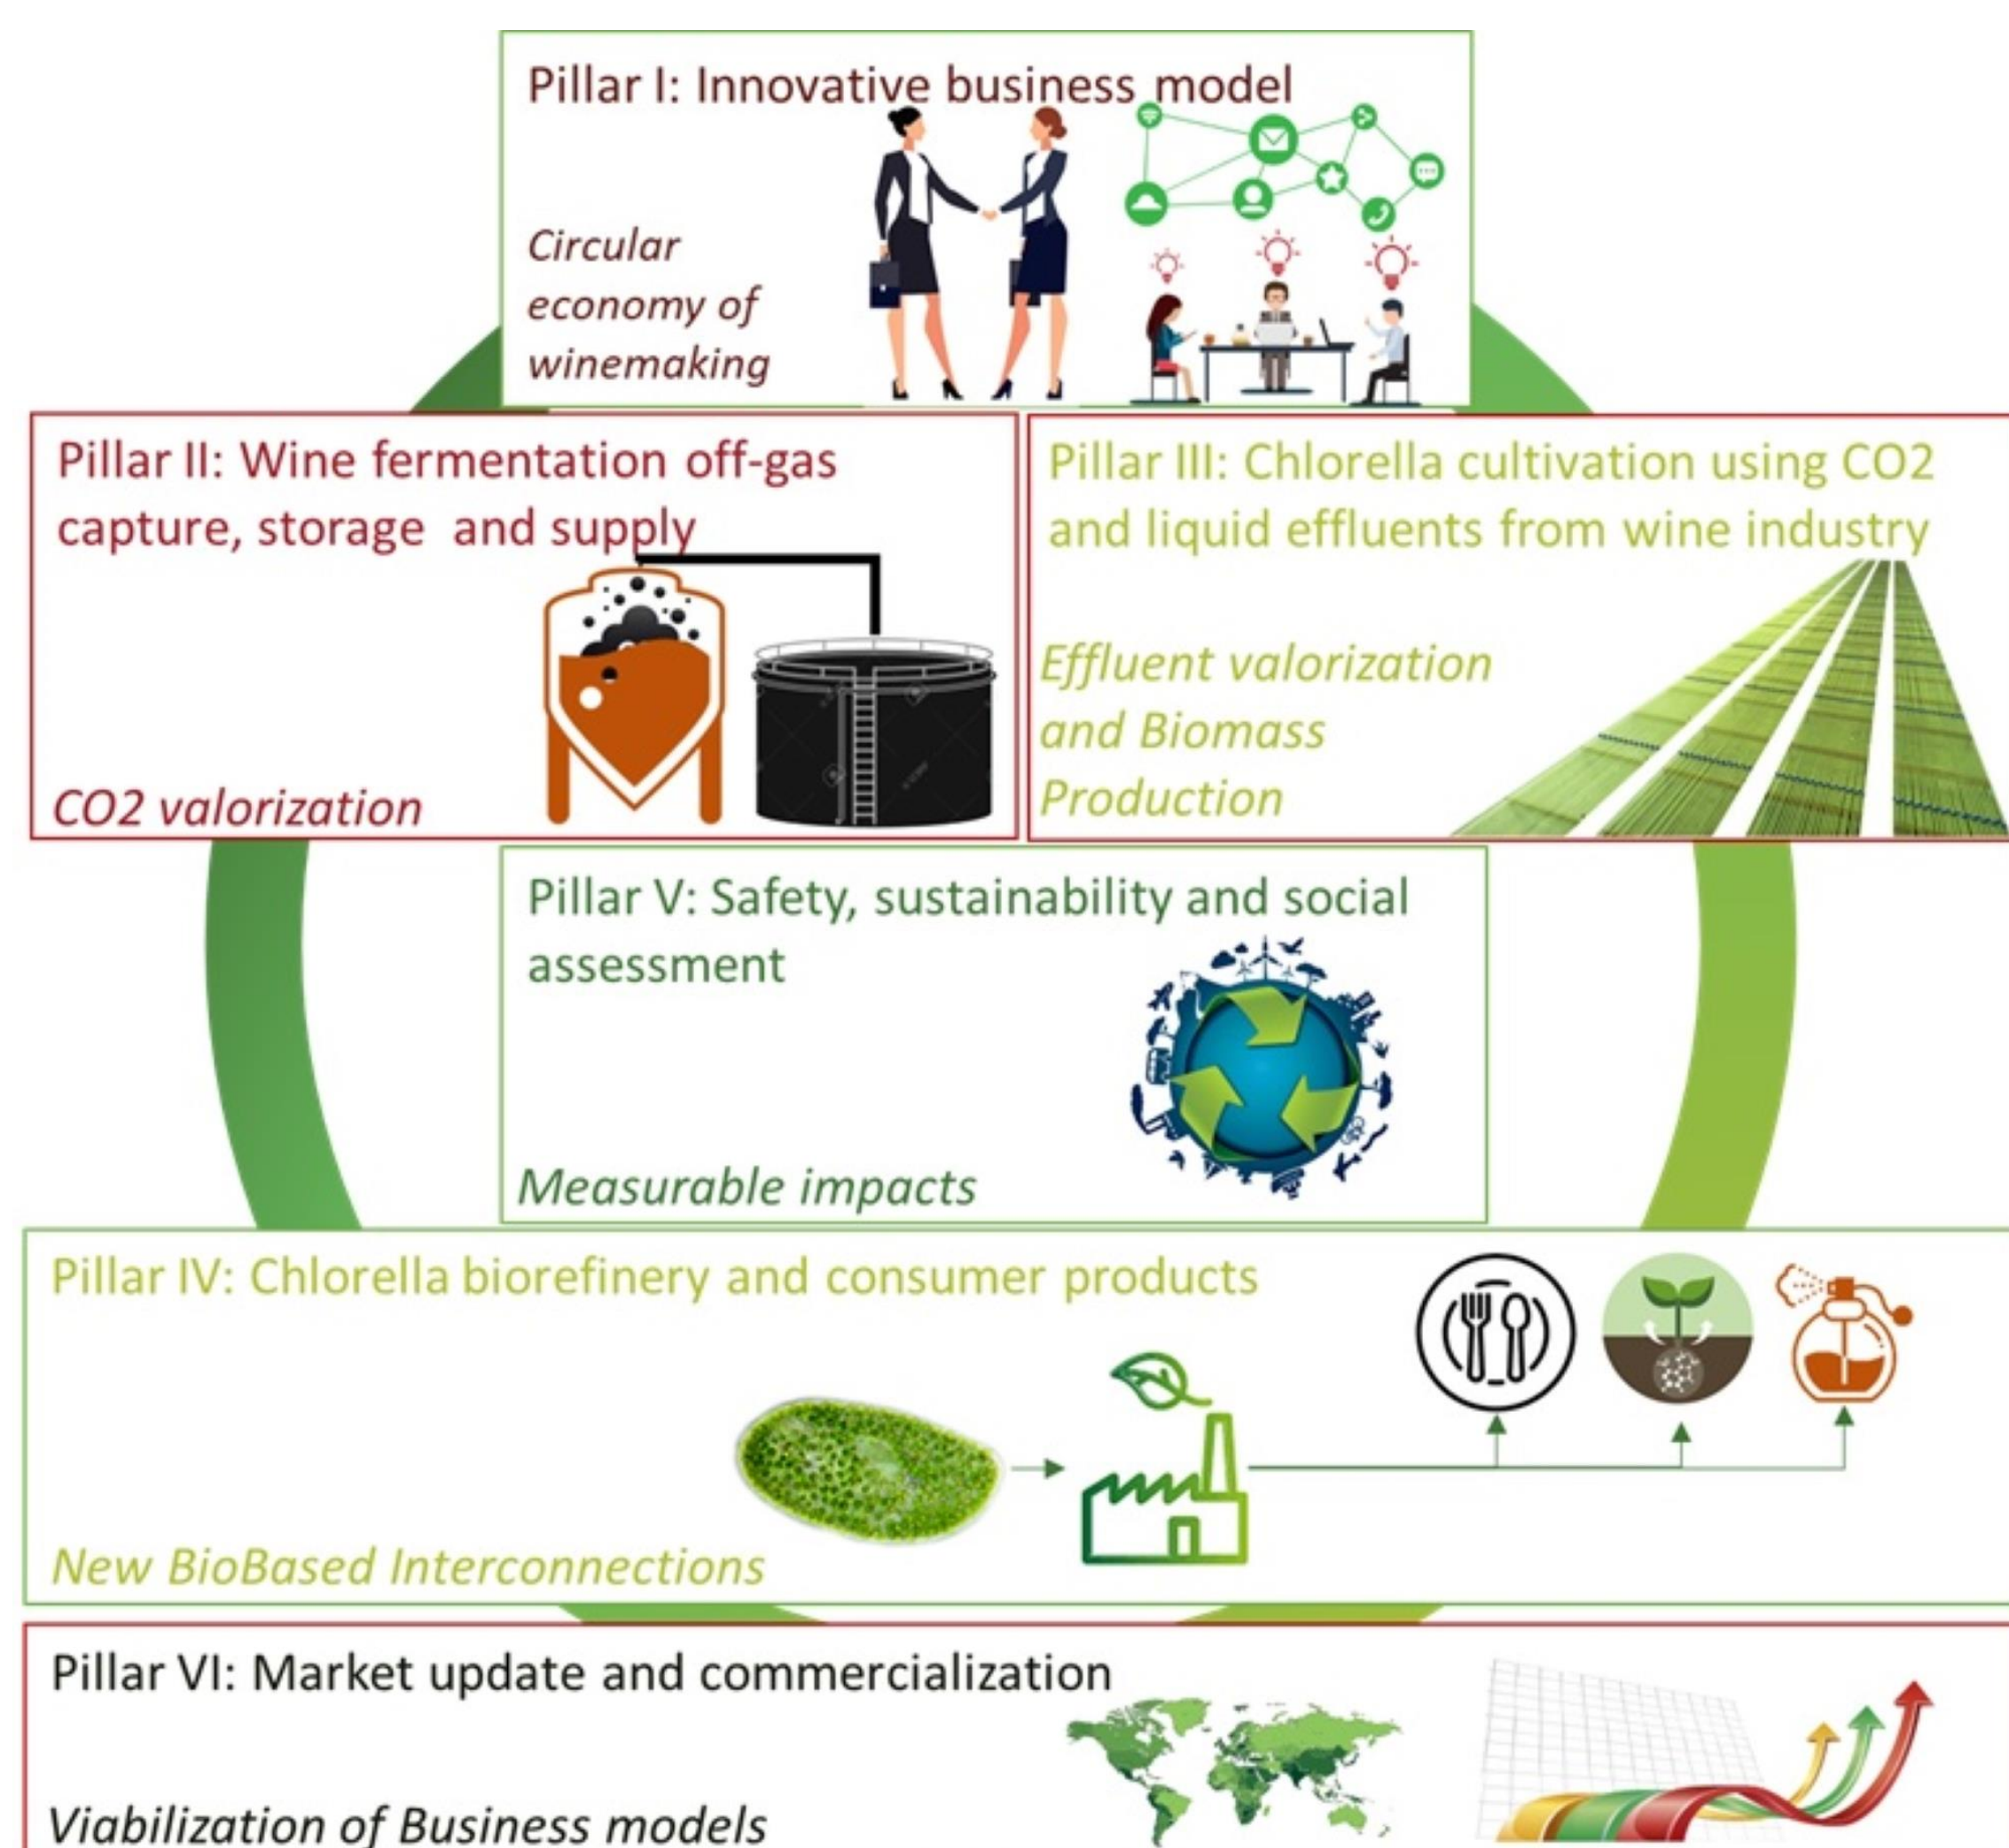 Pillar I: Innovative business model
Circular
economy of
winemaking
Pillar II: Wine fermentation off-gas
capture, storage and supply
CO2 valorization
Pillar III: Chlorella cultivation using CO2
and liquid effluents from wine industry
Effluent valorization
and Biomass
Production
Pillar V: Safety, sustainability and social
assessment
Measurable impacts
Pillar IV: Chlorella biorefinery and consumer products
New BioBased Interconnections
Pillar VI: Market update and commercialization
Viabilization of Business models